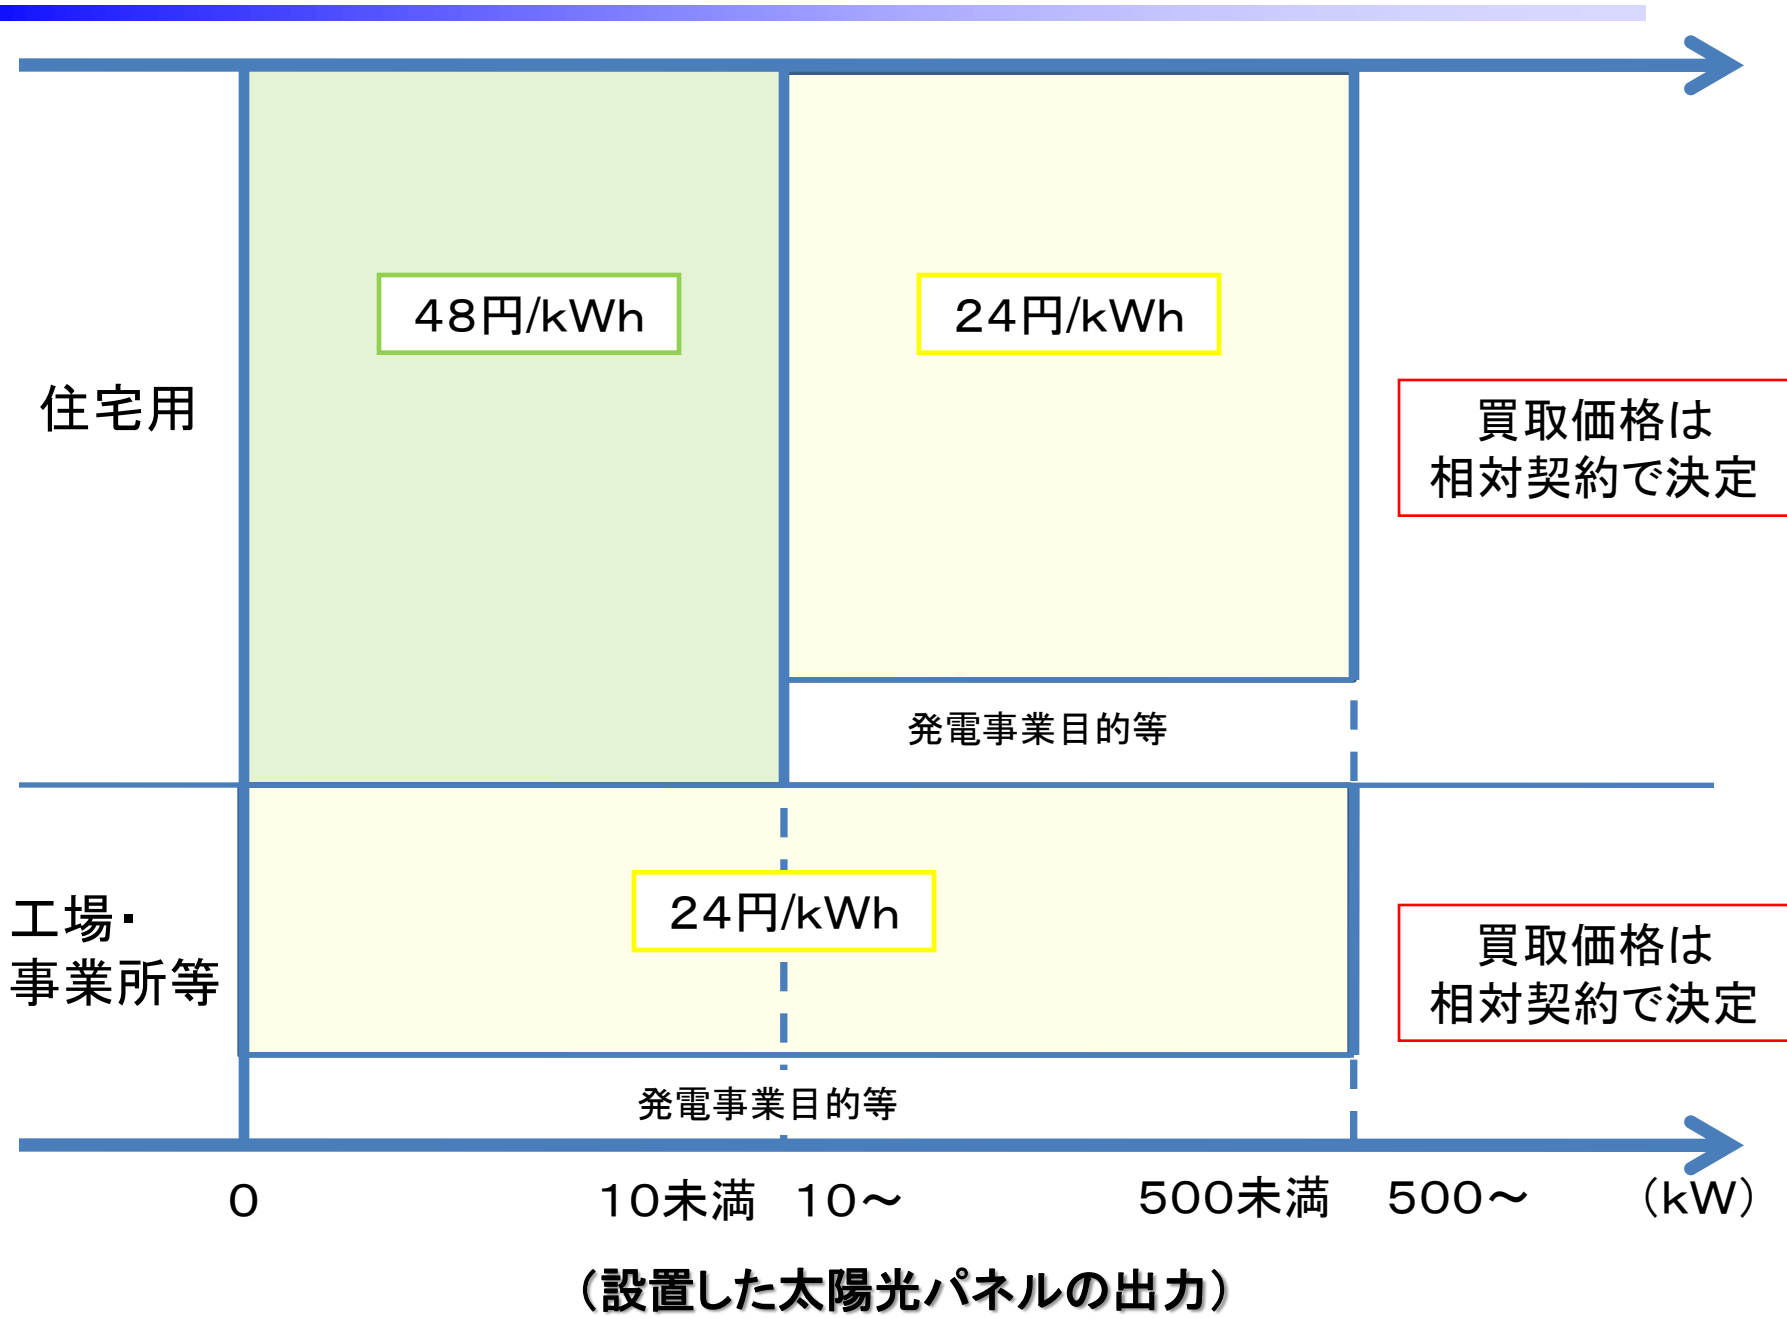 48円/kWh
24円/kWh
住宅用
買取価格は
相対契約で決定
発電事業目的等
24円/kWh
工場・
事業所等
買取価格は
相対契約で決定
発電事業目的等
0
10未満
10～
500未満
500～
(kW)
(設置した太陽光パネルの出力)